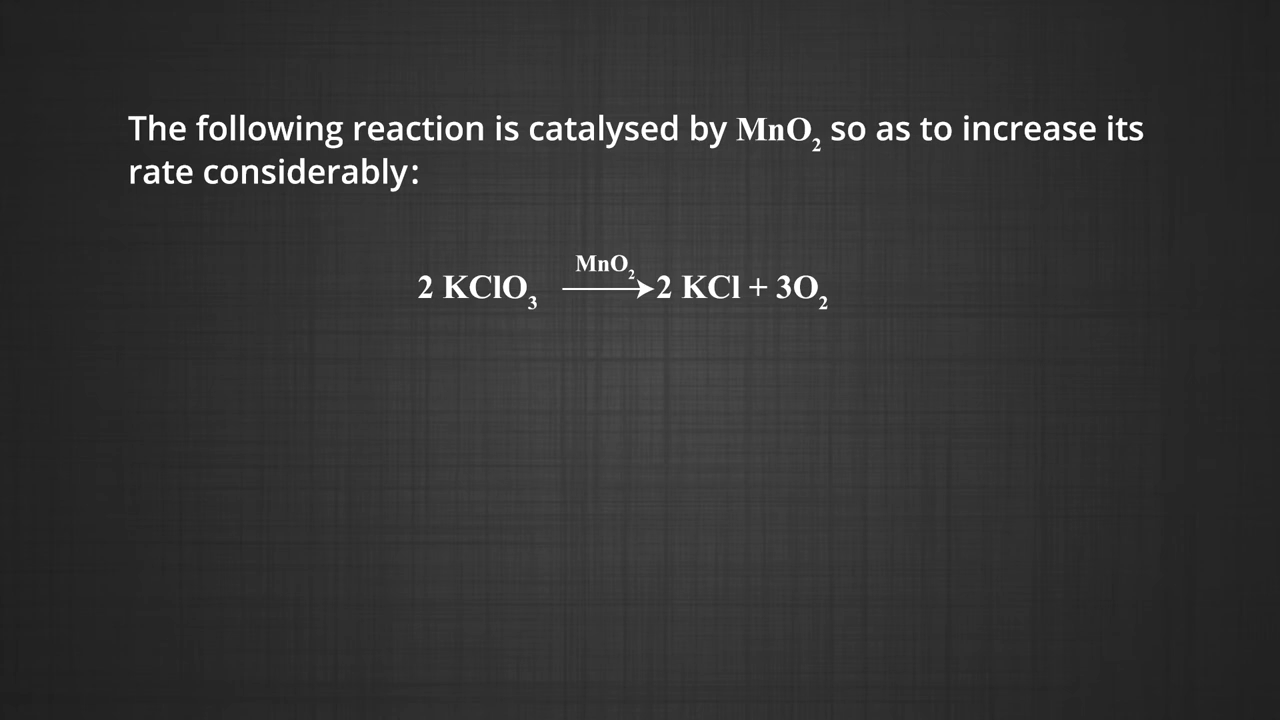 The following reaction is catalysed by MnO₂ so as to increase its
rate considerably:
MnO₂
2 KClO₃ ⟶ 2 KCl + 3O₂